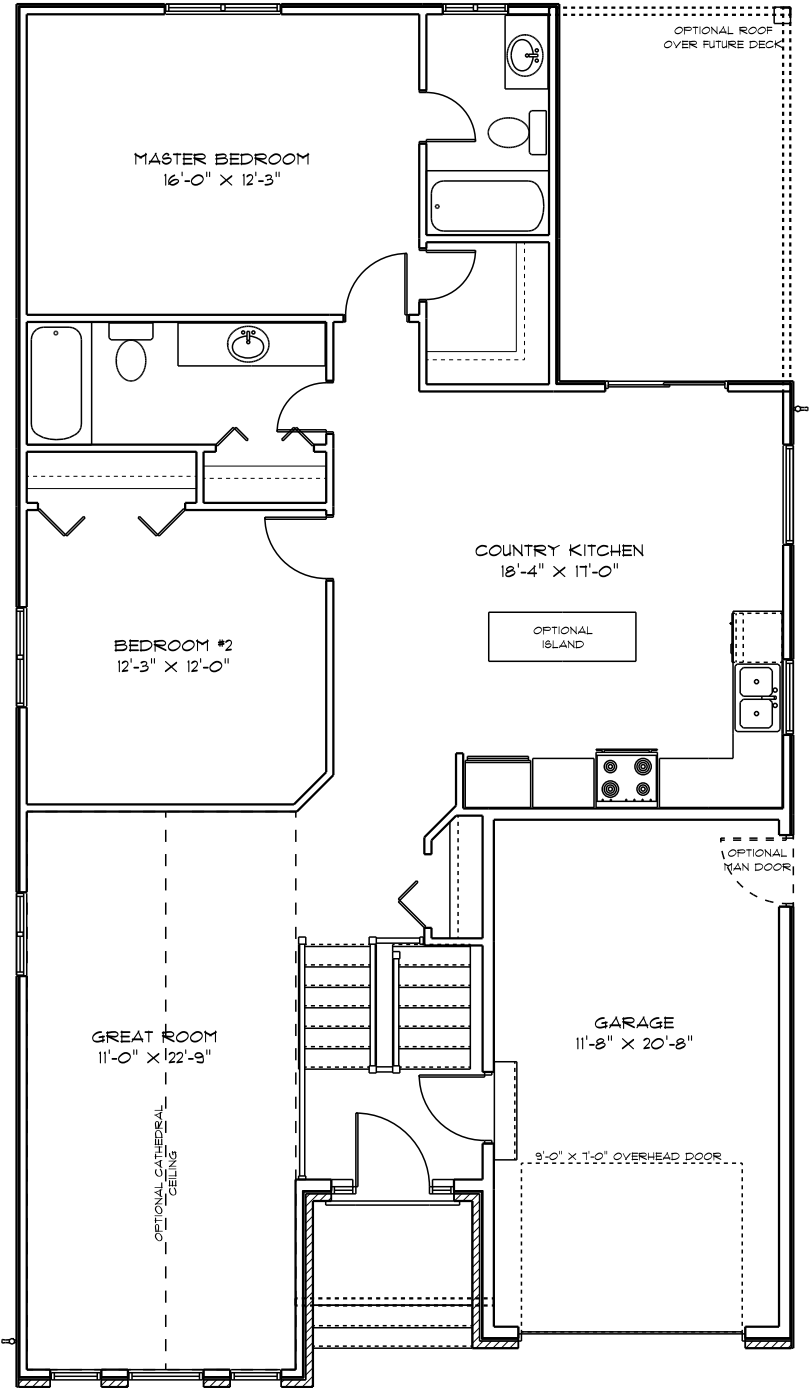 OPTIONAL ROOF
OVER FUTURE DECK
MASTER BEDROOM
16'-0" X 12'-3"
COUNTRY KITCHEN
18'-4" X 17'-0"
OPTIONAL
ISLAND
BEDROOM #2
12'-3" X 12'-0"
OPTIONAL
MAN DOOR
GARAGE
11'-8" X 20'-8"
GREAT ROOM
11'-0" X 22'-9"
OPTIONAL CATHEDRAL
CEILING
9'-0" X 7'-0" OVERHEAD DOOR